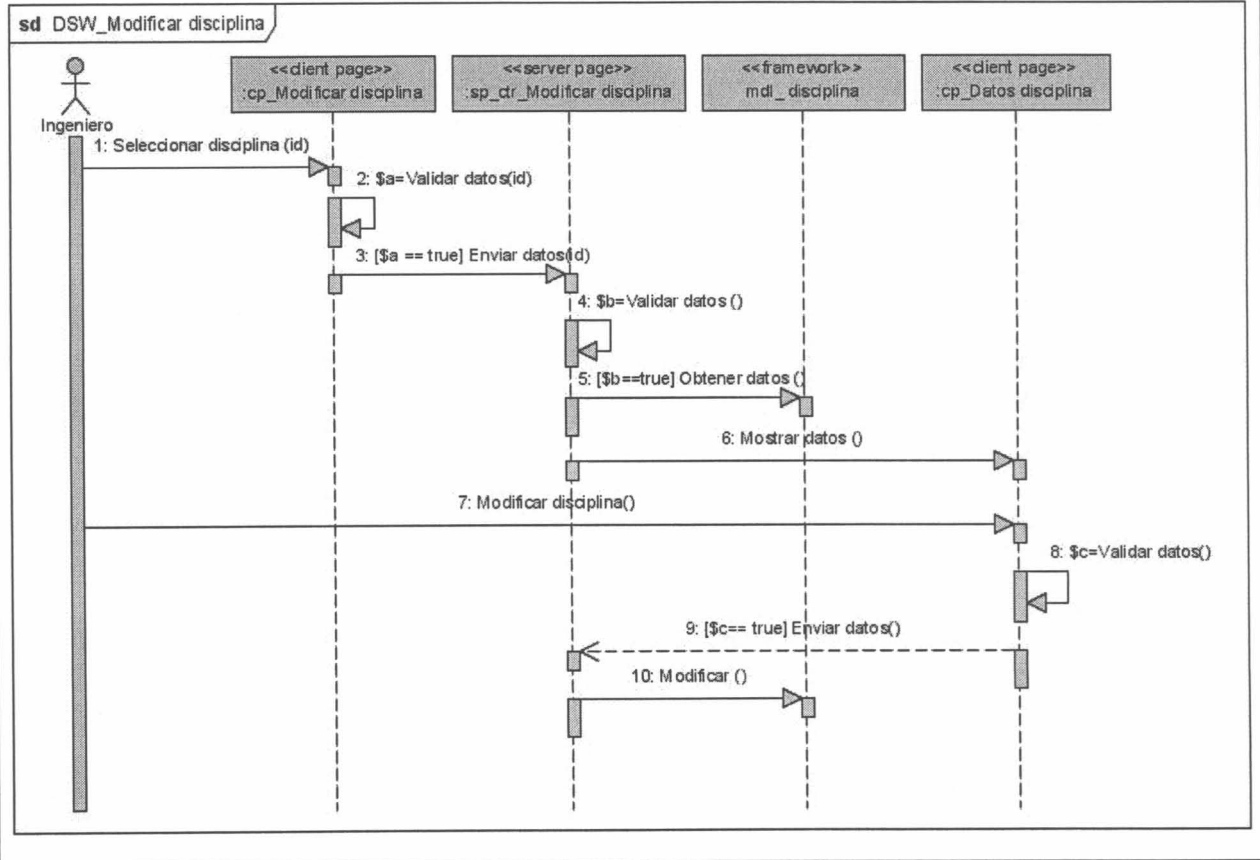 sd DSW_Modificar disciplina
<<client page>>
:cp_Modificar disciplina
<<server page>>
:sp_ctr_Modificar disciplina
<<framework>>
mdl_disciplina
<<client page>>
:cp_Datos disciplina
Ingeniero
1: Seleccionar disciplina (id)
2: $a=Validar datos(id)
3: [$a == true] Enviar datos(id)
4: $b=Validar datos ()
5: [$b==true] Obtener datos ()
6: Mostrar datos ()
7: Modificar disciplina()
8: $c=Validar datos()
9: [$c== true] Enviar datos()
10: Modificar ()